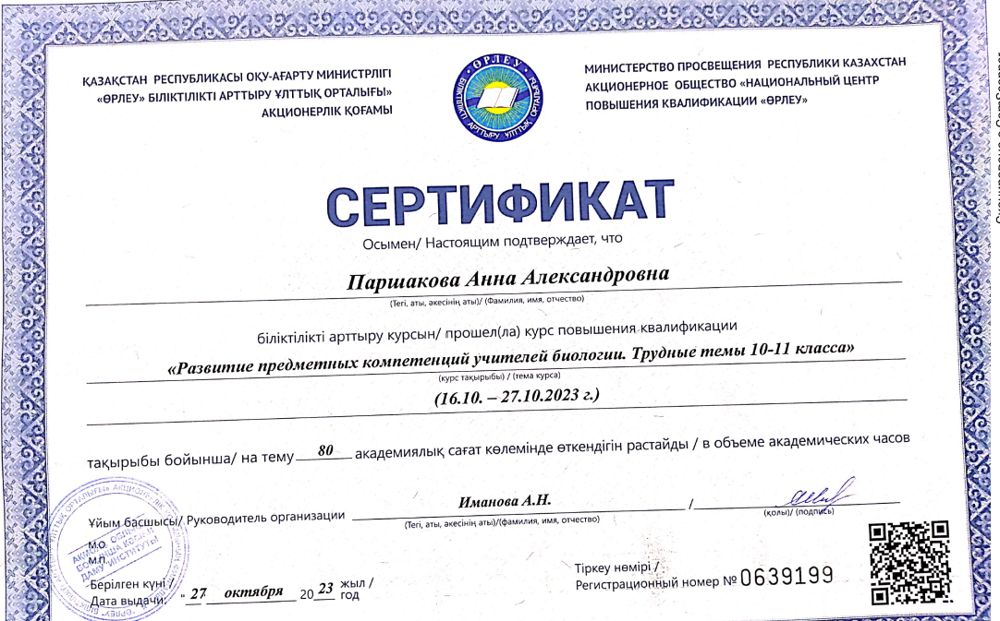 ҚАЗАҚСТАН РЕСПУБЛИКАСЫ ОҚУ-АҒАРТУ МИНИСТРЛІГІ
«ӨРЛЕУ» БІЛІКТІЛІКТІ АРТТЫРУ ҰЛТТЫҚ ОРТАЛЫҒЫ»
АКЦИОНЕРЛІК ҚОҒАМЫ
ӨРЛЕУ
БІЛІКТІЛІКТІ АРТТЫРУ ҰЛТТЫҚ ОРТАЛЫҒЫ
МИНИСТЕРСТВО ПРОСВЕЩЕНИЯ РЕСПУБЛИКИ КАЗАХСТАН
АКЦИОНЕРНОЕ ОБЩЕСТВО «НАЦИОНАЛЬНЫЙ ЦЕНТР
ПОВЫШЕНИЯ КВАЛИФИКАЦИИ «ӨРЛЕУ»
СЕРТИФИКАТ
Осымен/ Настоящим подтверждает, что
Паршакова Анна Александровна
(Тегі, аты, әкесінің аты)/ (Фамилия, имя, отчество)
біліктілікті арттыру курсын/ прошел(ла) курс повышения квалификации
«Развитие предметных компетенций учителей биологии. Трудные темы 10-11 класса»
(курс тақырыбы) / (тема курса)
(16.10. – 27.10.2023 г.)
тақырыбы бойынша/ на тему 80 академиялық сағат көлемінде өткендігін растайды / в объеме академических часов
Ұйым басшысы/ Руководитель организации Иманова А.Н. /
(Тегі, аты, әкесінің аты)/(фамилия, имя, отчество)
(қолы)/ (подпись)
М.О.
М.П.
БОЙЫНША КӘСІБИ
ДАМУ ИНСТИТУТЫ
Берілген күні /
Дата выдачи: "27 октября 2023 жыл / год
Тіркеу нөмірі /
Регистрационный номер № 0639199